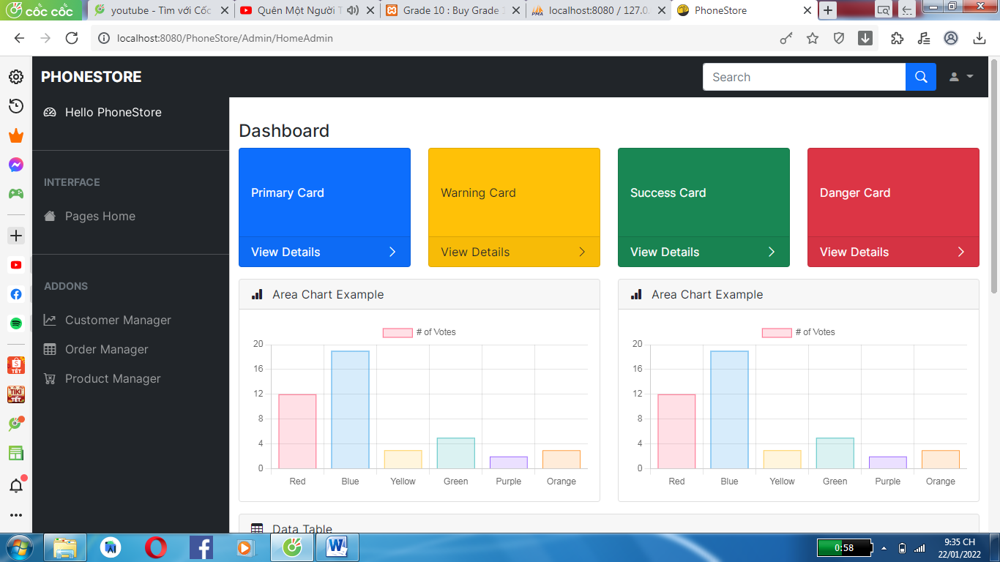 cốc cốc
youtube - Tìm với Cốc
Quên Một Người T
Grade 10 : Buy Grade 1
localhost:8080 / 127.0.
PhoneStore
localhost:8080/PhoneStore/Admin/HomeAdmin
PHONESTORE
Search
Hello PhoneStore
INTERFACE
Pages Home
ADDONS
Customer Manager
Order Manager
Product Manager
Dashboard
Primary Card
View Details
Warning Card
View Details
Success Card
View Details
Danger Card
View Details
Area Chart Example
# of Votes
20
16
12
8
4
0
Red Blue Yellow Green Purple Orange
Area Chart Example
# of Votes
20
16
12
8
4
0
Red Blue Yellow Green Purple Orange
Data Table
TẾT
TIKI
TẾT
0:58
9:35 CH
22/01/2022